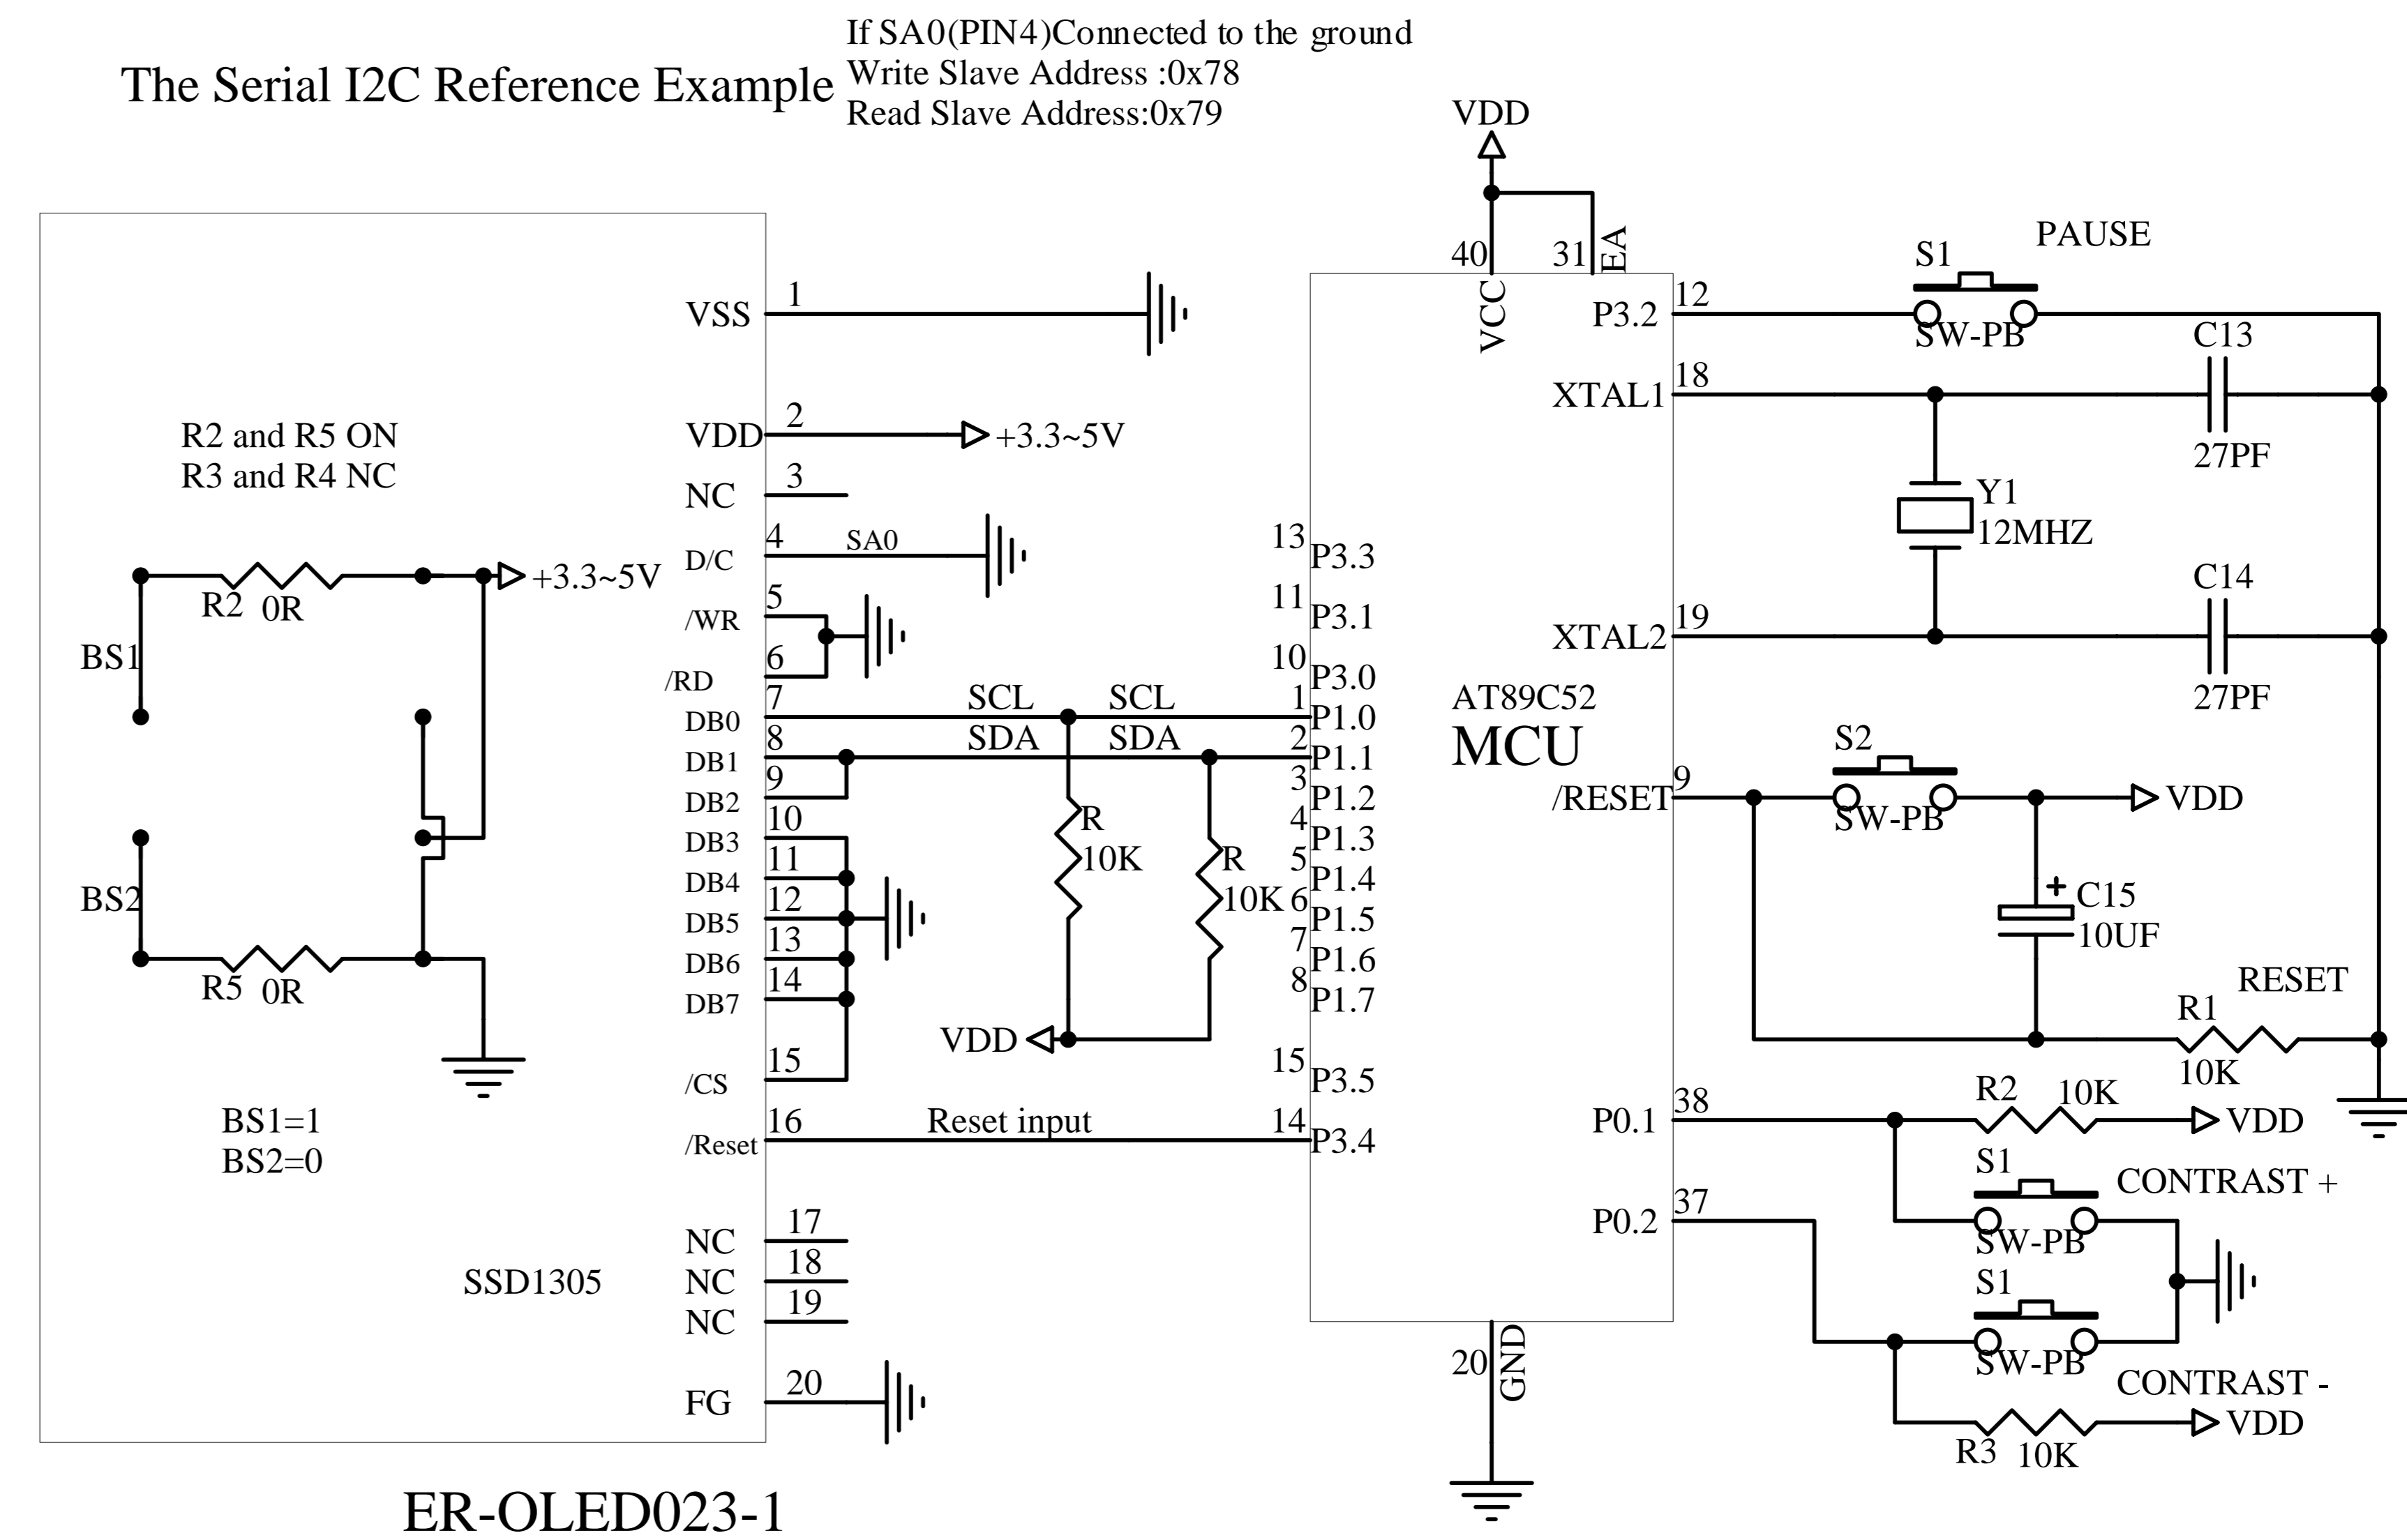 If SA0(PIN4)Connected to the ground
The Serial I2C Reference Example
Write Slave Address :0x78
Read Slave Address:0x79
VDD
40
31
EA
VCC
PAUSE
S1
SW-PB
VSS
1
P3.2
12
C13
27PF
XTAL1
18
R2 and R5 ON
R3 and R4 NC
VDD
2
+3.3~5V
NC
3
Y1
12MHZ
D/C
4
SA0
13
P3.3
+3.3~5V
R2
0R
/WR
5
11
P3.1
C14
27PF
XTAL2
19
BS1
/RD
6
10
P3.0
DB0
7
SCL
SCL
1
P1.0
AT89C52
MCU
DB1
8
SDA
SDA
2
P1.1
S2
SW-PB
DB2
9
3
P1.2
/RESET
9
VDD
DB3
10
R
10K
4
P1.3
DB4
11
R
10K
5
P1.4
BS2
DB5
12
6
P1.5
C15
10UF
+
DB6
13
7
P1.6
R5
0R
DB7
14
8
P1.7
RESET
R1
10K
VDD
/CS
15
15
P3.5
BS1=1
BS2=0
/Reset
16
Reset input
14
P3.4
P0.1
38
R2
10K
VDD
S1
SW-PB
CONTRAST +
NC
17
P0.2
37
SSD1305
NC
18
S1
SW-PB
NC
19
CONTRAST -
FG
20
20
GND
VDD
R3
10K
ER-OLED023-1